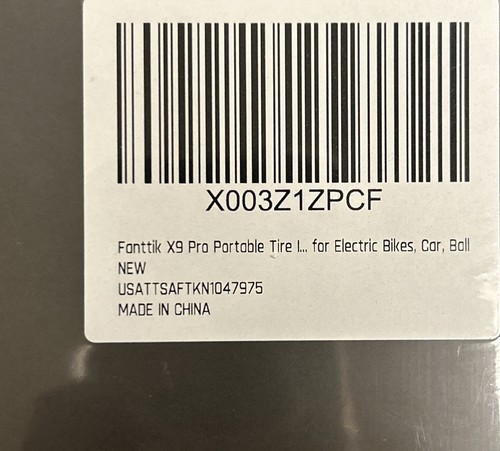 X003Z1ZPCF
Fanttik X9 Pro Portable Tire I... for Electric Bikes, Car, Ball
NEW
USATTSAFTKN1047975
MADE IN CHINA